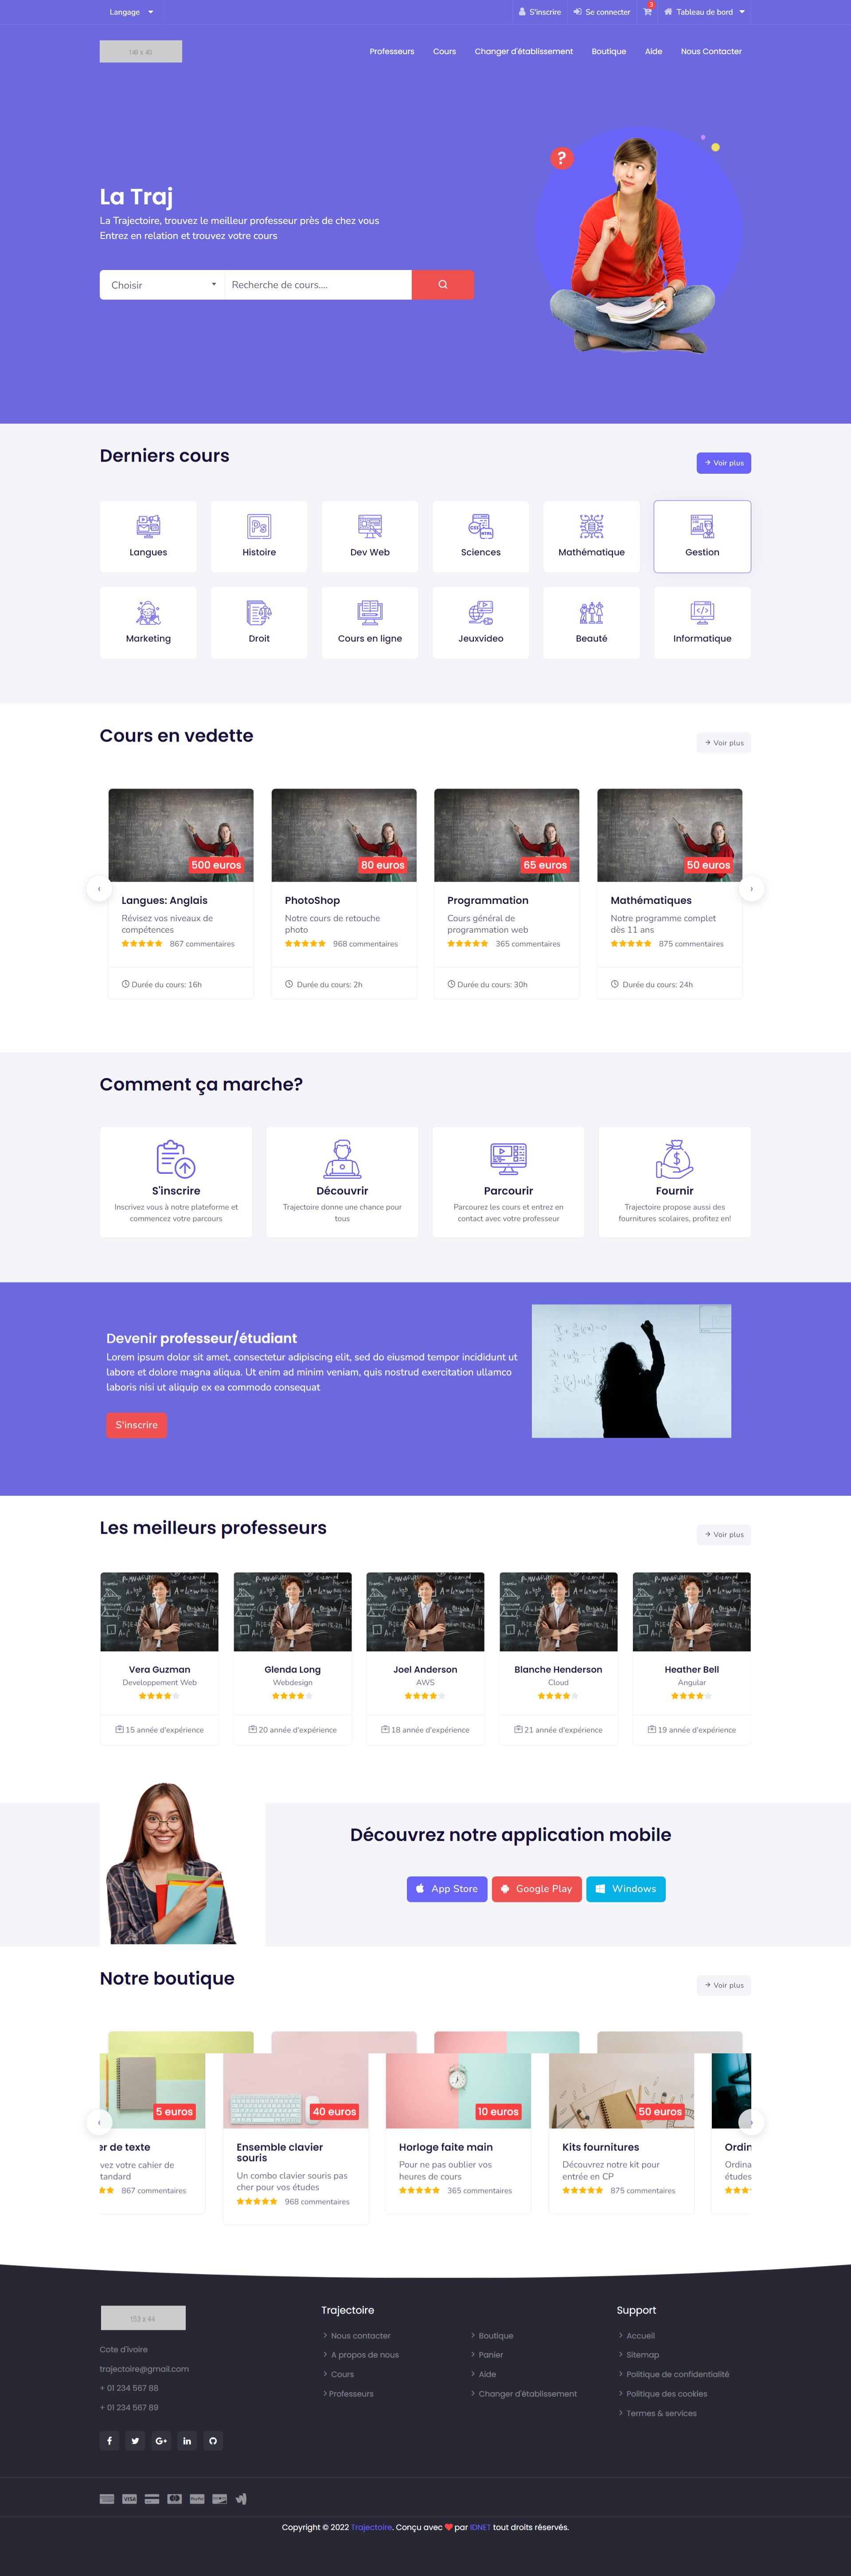 Langage
S'inscrire
Se connecter
3
Tableau de bord
148 x 40
Professeurs
Cours
Changer d'établissement
Boutique
Aide
Nous Contacter
?
La Traj
La Trajectoire, trouvez le meilleur professeur près de chez vous
Entrez en relation et trouvez votre cours
Choisir
Recherche de cours....
Derniers cours
Voir plus
Langues
Histoire
Dev Web
Sciences
Mathématique
Gestion
Marketing
Droit
Cours en ligne
Jeuxvideo
Beauté
Informatique
Cours en vedette
Voir plus
500 euros
80 euros
65 euros
50 euros
Langues: Anglais
Révisez vos niveaux de
compétences
867 commentaires
Durée du cours: 16h
PhotoShop
Notre cours de retouche
photo
968 commentaires
Durée du cours: 2h
Programmation
Cours général de
programmation web
365 commentaires
Durée du cours: 30h
Mathématiques
Notre programme complet
dès 11 ans
875 commentaires
Durée du cours: 24h
Comment ça marche?
S'inscrire
Inscrivez vous à notre plateforme et
commencez votre parcours
Découvrir
Trajectoire donne une chance pour
tous
Parcourir
Parcourez les cours et entrez en
contact avec votre professeur
Fournir
Trajectoire propose aussi des
fournitures scolaires, profitez en!
Devenir professeur/étudiant
Lorem ipsum dolor sit amet, consectetur adipiscing elit, sed do eiusmod tempor incididunt ut
labore et dolore magna aliqua. Ut enim ad minim veniam, quis nostrud exercitation ullamco
laboris nisi ut aliquip ex ea commodo consequat
S'inscrire
Les meilleurs professeurs
Voir plus
Vera Guzman
Developpement Web
15 année d'expérience
Glenda Long
Webdesign
20 année d'expérience
Joel Anderson
AWS
18 année d'expérience
Blanche Henderson
Cloud
21 année d'expérience
Heather Bell
Angular
19 année d'expérience
Découvrez notre application mobile
App Store
Google Play
Windows
Notre boutique
Voir plus
5 euros
40 euros
10 euros
50 euros
er de texte
vez votre cahier de
tandard
867 commentaires
Ensemble clavier
souris
Un combo clavier souris pas
cher pour vos études
968 commentaires
Horloge faite main
Pour ne pas oublier vos
heures de cours
365 commentaires
Kits fournitures
Découvrez notre kit pour
entrée en CP
875 commentaires
Ordin
Ordina
études
153 x 44
Cote d'ivoire
trajectoire@gmail.com
+ 01 234 567 88
+ 01 234 567 89
Trajectoire
Nous contacter
A propos de nous
Cours
Professeurs
Boutique
Panier
Aide
Changer d'établissement
Support
Accueil
Sitemap
Politique de confidentialité
Politique des cookies
Termes & services
VISA
PayPal
Copyright © 2022 Trajectoire. Conçu avec ❤ par IDNET tout droits réservés.